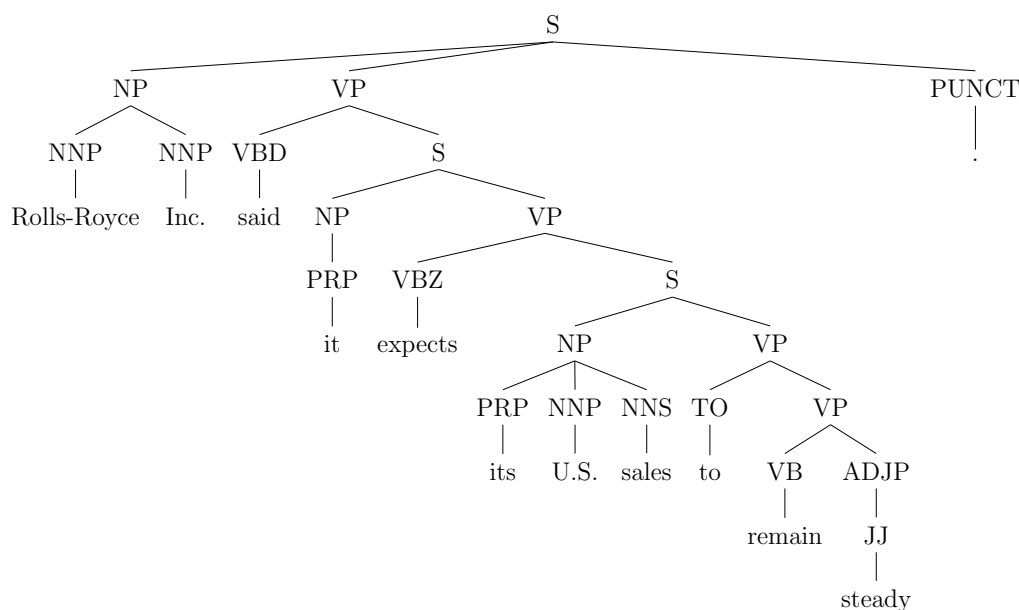 S
NP VP PUNCT
NNP NNP VBD S .
Rolls-Royce Inc. said NP VP
PRP VBZ S
it expects NP VP
PRP NNP NNS TO VP
its U.S. sales to VB ADJP
remain JJ
steady